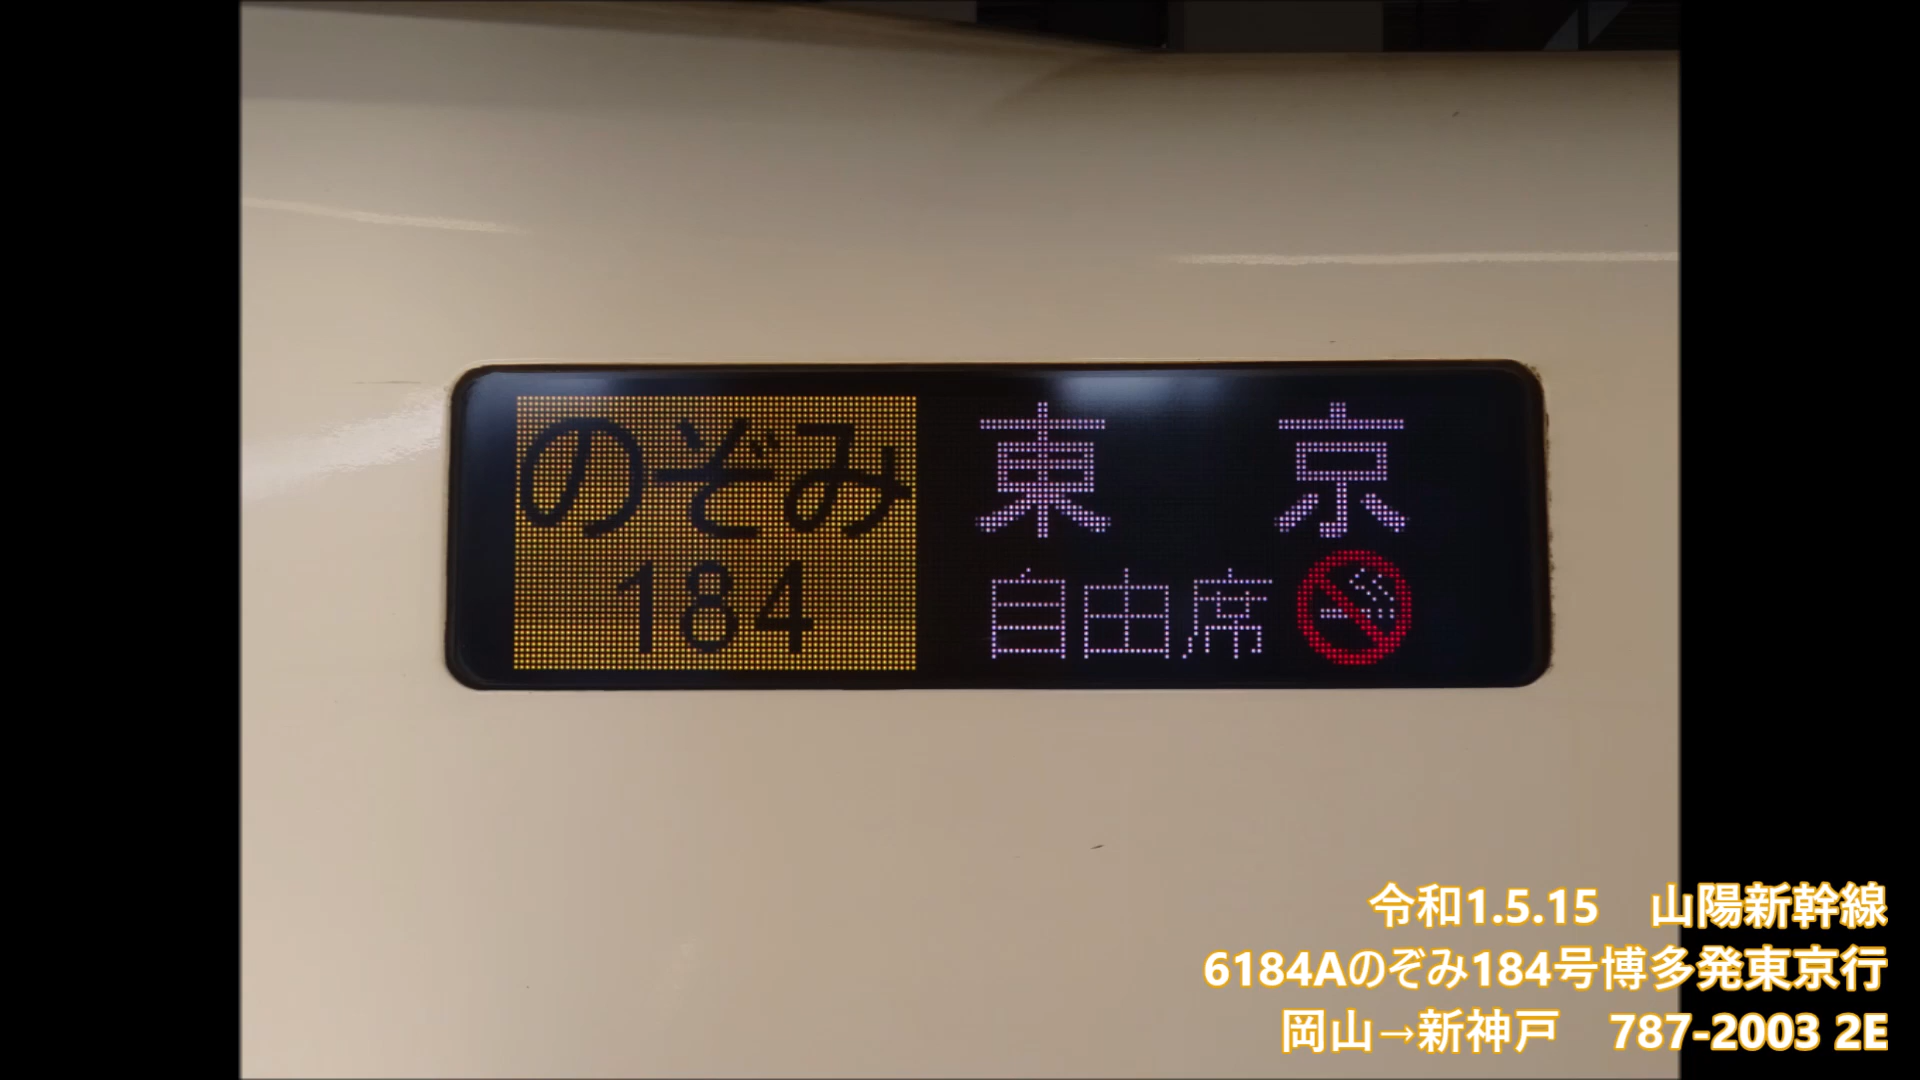 のぞみ 東京
184 自由席
令和1.5.15　山陽新幹線
6184Aのぞみ184号博多発東京行
岡山→新神戸　787-2003 2E